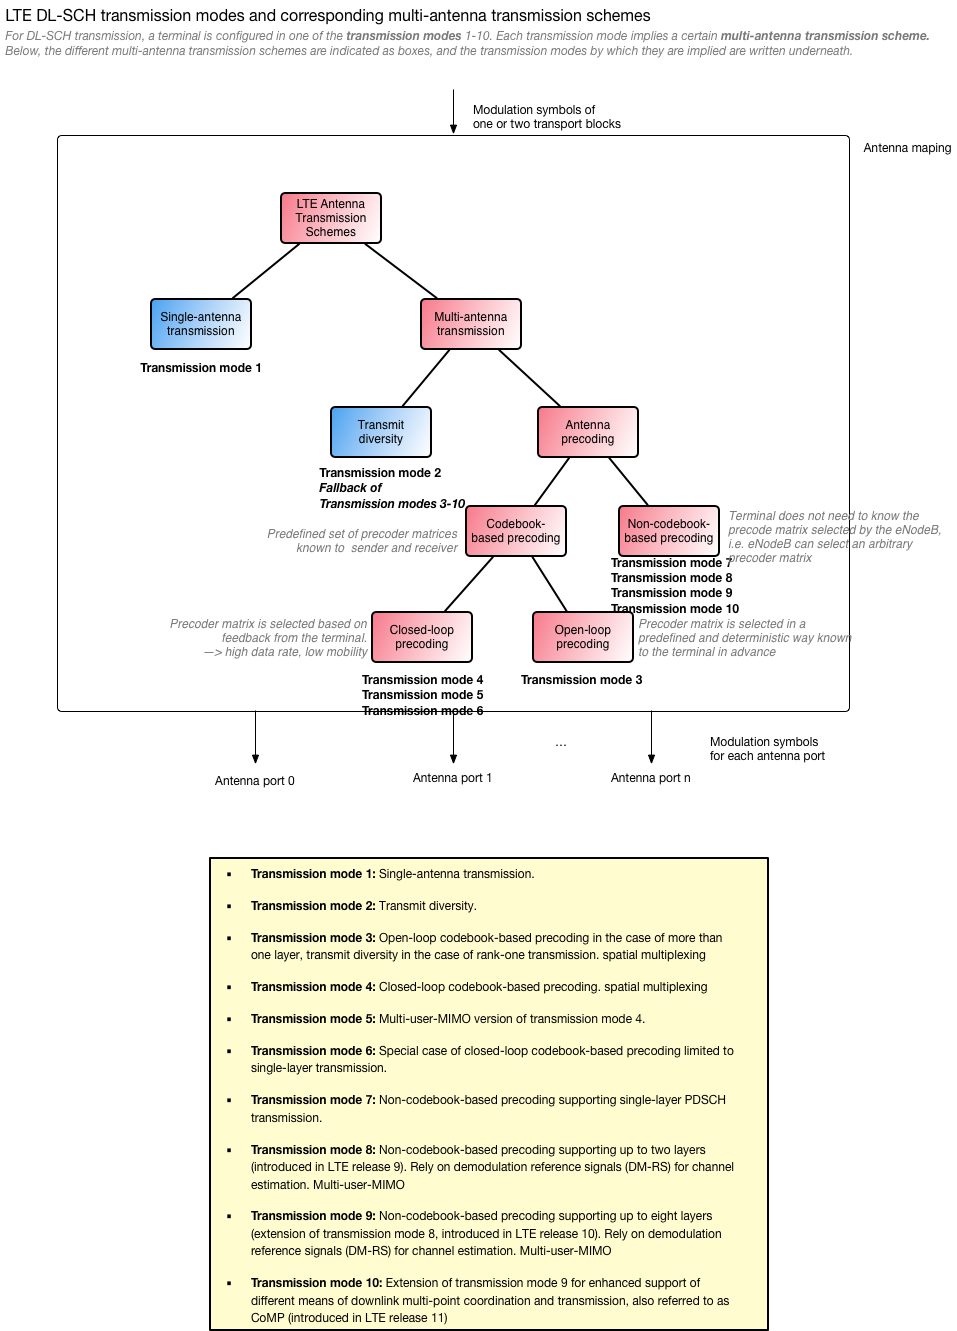 LTE DL-SCH transmission modes and corresponding multi-antenna transmission schemes
For DL-SCH transmission, a terminal is configured in one of the transmission modes 1-10. Each transmission mode implies a certain multi-antenna transmission scheme.
Below, the different multi-antenna transmission schemes are indicated as boxes, and the transmission modes by which they are implied are written underneath.
Modulation symbols of
one or two transport blocks
Antenna maping
LTE Antenna
Transmission
Schemes
Single-antenna
transmission
Transmission mode 1
Multi-antenna
transmission
Transmit
diversity
Transmission mode 2
Fallback of
Transmission modes 3-10
Antenna
precoding
Predefined set of precoder matrices
known to  sender and receiver
Codebook-
based precoding
Non-codebook-
based precoding
Terminal does not need to know the
precode matrix selected by the eNodeB,
i.e. eNodeB can select an arbitrary
precoder matrix
Transmission mode 7
Transmission mode 8
Transmission mode 9
Transmission mode 10
Precoder matrix is selected based on
feedback from the terminal.
—> high data rate, low mobility
Closed-loop
precoding
Transmission mode 4
Transmission mode 5
Transmission mode 6
Open-loop
precoding
Transmission mode 3
Precoder matrix is selected in a
predefined and deterministic way known
to the terminal in advance
...
Modulation symbols
for each antenna port
Antenna port 0
Antenna port 1
Antenna port n
▪ Transmission mode 1: Single-antenna transmission.
▪ Transmission mode 2: Transmit diversity.
▪ Transmission mode 3: Open-loop codebook-based precoding in the case of more than
one layer, transmit diversity in the case of rank-one transmission. spatial multiplexing
▪ Transmission mode 4: Closed-loop codebook-based precoding. spatial multiplexing
▪ Transmission mode 5: Multi-user-MIMO version of transmission mode 4.
▪ Transmission mode 6: Special case of closed-loop codebook-based precoding limited to
single-layer transmission.
▪ Transmission mode 7: Non-codebook-based precoding supporting single-layer PDSCH
transmission.
▪ Transmission mode 8: Non-codebook-based precoding supporting up to two layers
(introduced in LTE release 9). Rely on demodulation reference signals (DM-RS) for channel
estimation. Multi-user-MIMO
▪ Transmission mode 9: Non-codebook-based precoding supporting up to eight layers
(extension of transmission mode 8, introduced in LTE release 10). Rely on demodulation
reference signals (DM-RS) for channel estimation. Multi-user-MIMO
▪ Transmission mode 10: Extension of transmission mode 9 for enhanced support of
different means of downlink multi-point coordination and transmission, also referred to as
CoMP (introduced in LTE release 11)